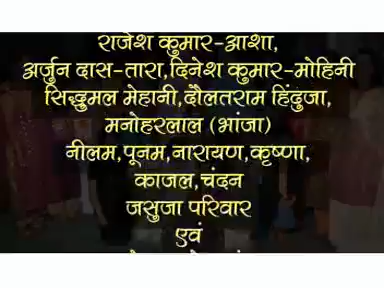 राजेश कुमार-आशा,
अर्जुन दास-तारा,दिनेश कुमार-मोहिनी
सिद्धुमल मेहानी,दौलतराम हिंदुजा,
मनोहरलाल (भांजा)
नीलम,पूनम,नारायण,कृष्णा,
काजल,चंदन
जसुजा परिवार
एवं